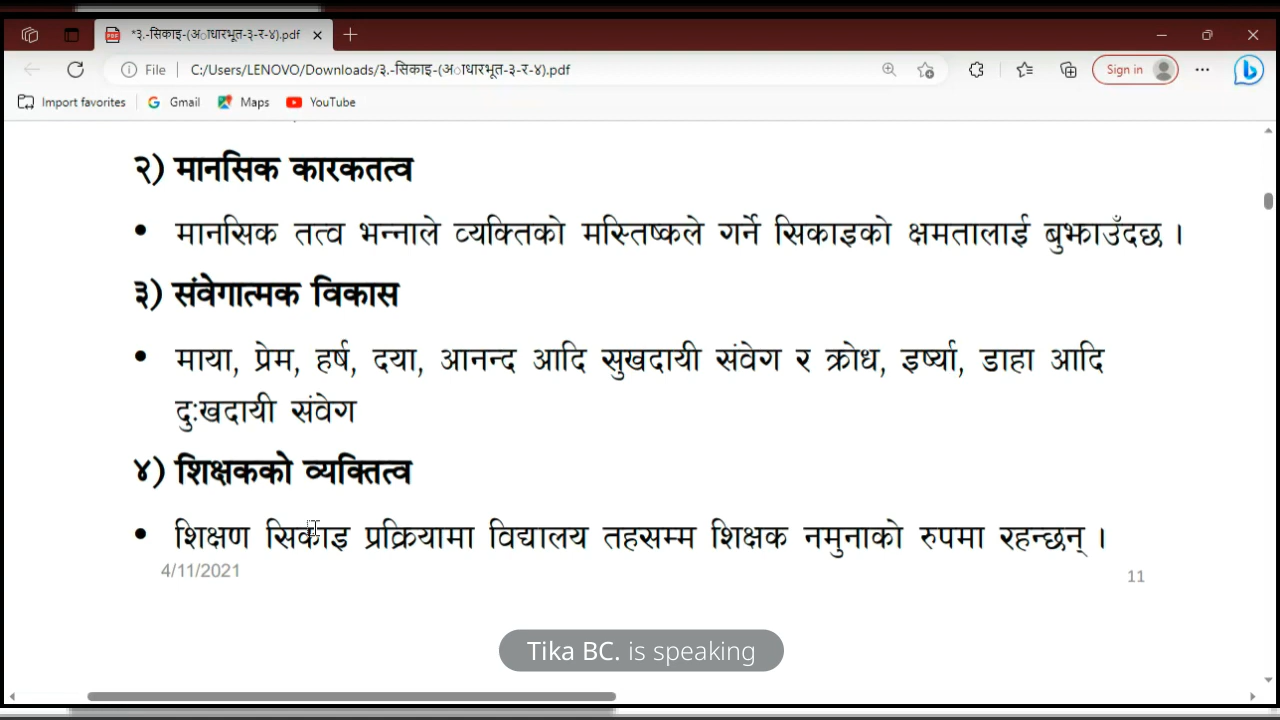 *३.-सिकाइ-(अाधारभूत-३-र-४).pdf
File
C:/Users/LENOVO/Downloads/३.-सिकाइ-(अाधारभूत-३-र-४).pdf
Sign in
Import favorites
Gmail
Maps
YouTube
२) मानसिक कारकतत्व
• मानसिक तत्व भन्नाले व्यक्तिको मस्तिष्कले गर्ने सिकाइको क्षमतालाई बुझाउँदछ ।
३) संवेगात्मक विकास
• माया, प्रेम, हर्ष, दया, आनन्द आदि सुखदायी संवेग र क्रोध, इर्ष्या, डाहा आदि
दुःखदायी संवेग
४) शिक्षकको व्यक्तित्व
• शिक्षण सिकाइ प्रक्रियामा विद्यालय तहसम्म शिक्षक नमुनाको रुपमा रहन्छन् ।
4/11/2021
11
Tika BC. is speaking